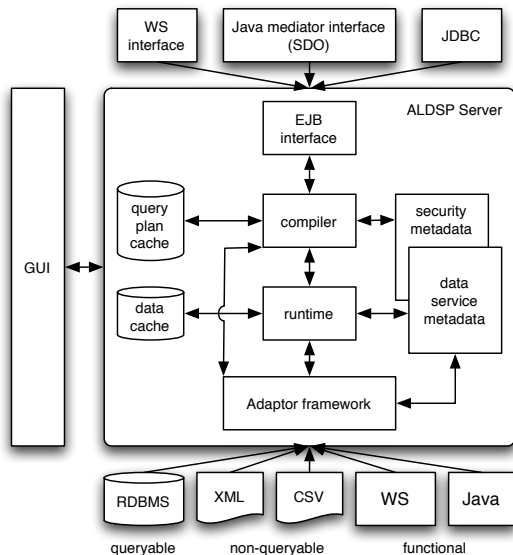 WS
interface
Java mediator interface
(SDO)
JDBC
ALDSP Server
EJB
interface
query
plan
cache
compiler
security
metadata
GUI
data
service
metadata
data
cache
runtime
Adaptor framework
RDBMS
XML
CSV
WS
Java
queryable
non-queryable
functional